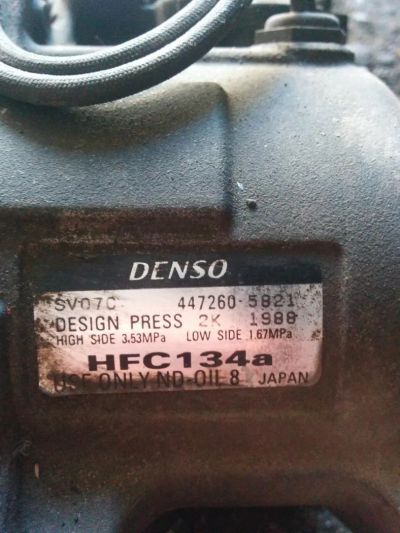 DENSO
SV07C 447260-5821
DESIGN PRESS 2K 1988
HIGH SIDE 3.53MPa LOW SIDE 1.67MPa
HFC134a
USE ONLY ND-OIL 8 JAPAN